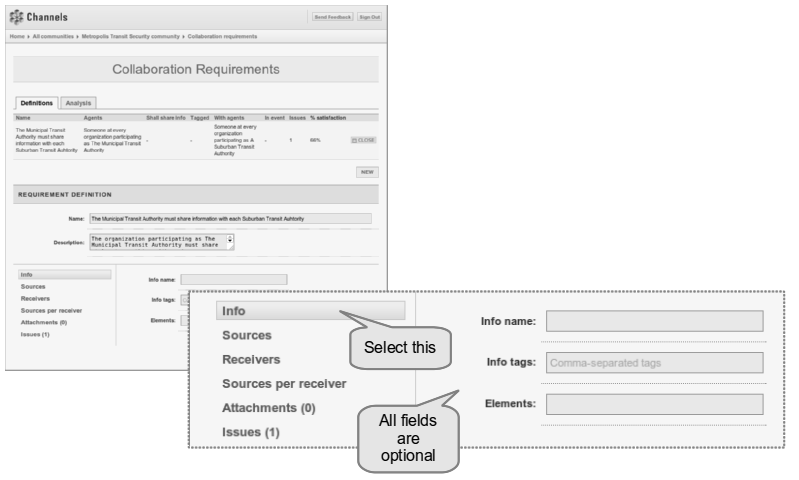 Channels
Send Feedback
Sign Out
Home › All communities › Metropolis Transit Security community › Collaboration requirements
Collaboration Requirements
Definitions
Analysis
Name Agents Shall share info Tagged With agents In event Issues % satisfaction
The Municipal Transit Authority must share information with each Suburban Transit Auhtority
Someone at every organization participating as The Municipal Transit Authority
-
-
Someone at every organization participating as A Suburban Transit Authority
-
1
66%
CLOSE
NEW
REQUIREMENT DEFINITION
Name: The Municipal Transit Authority must share information with each Suburban Transit Auhtority
Description: The organization participating as The
Municipal Transit Authority must share
Info
Sources
Receivers
Sources per receiver
Attachments (0)
Issues (1)
Info name:
Info tags:
Elements:
Info
Sources
Receivers
Sources per receiver
Attachments (0)
Issues (1)
Select this
All fields
are
optional
Info name:
Info tags: Comma-separated tags
Elements: